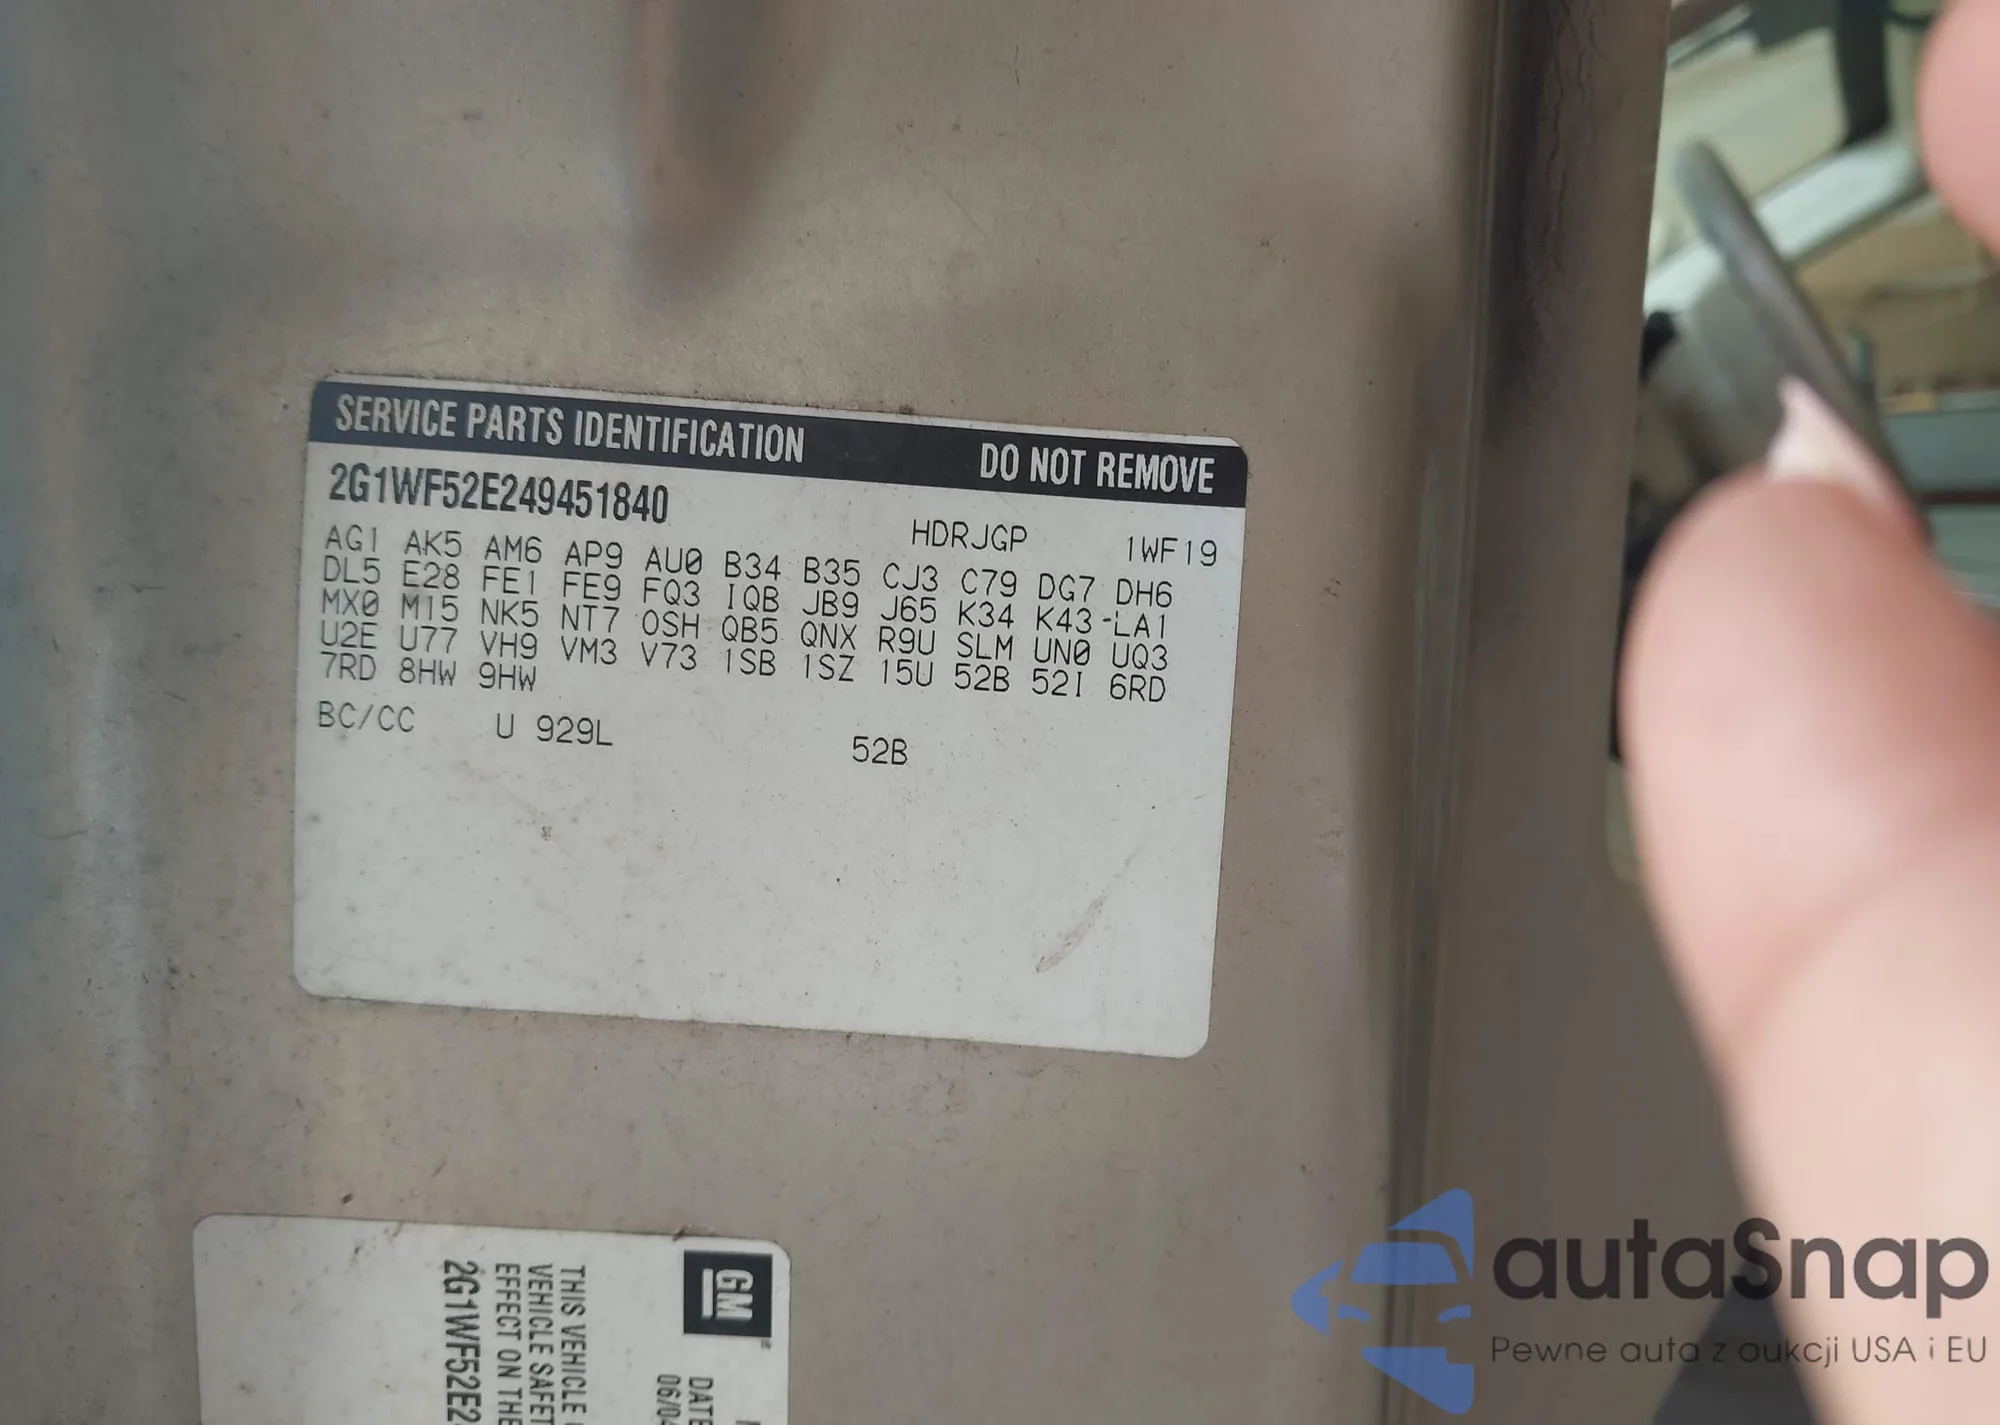 SERVICE PARTS IDENTIFICATION DO NOT REMOVE
2G1WF52E249451840 HDRJGP 1WF19
AG1 AK5 AM6 AP9 AU0 B34 B35 CJ3 C79 DG7 DH6
DL5 E28 FE1 FE9 FQ3 IQB JB9 J65 K34 K43 LA1
MX0 M15 NK5 NT7 OSH QB5 QNX R9U SLM UN0 UQ3
U2E U77 VH9 VM3 V73 1SB 1SZ 15U 52B 52I 6RD
7RD 8HW 9HW
BC/CC U 929L 52B
GM
DATE
06/04
THIS VEHICLE
VEHICLE SAFET
EFFECT ON THE
2G1WF52E2
autaSnap
Pewne auta z aukcji USA i EU